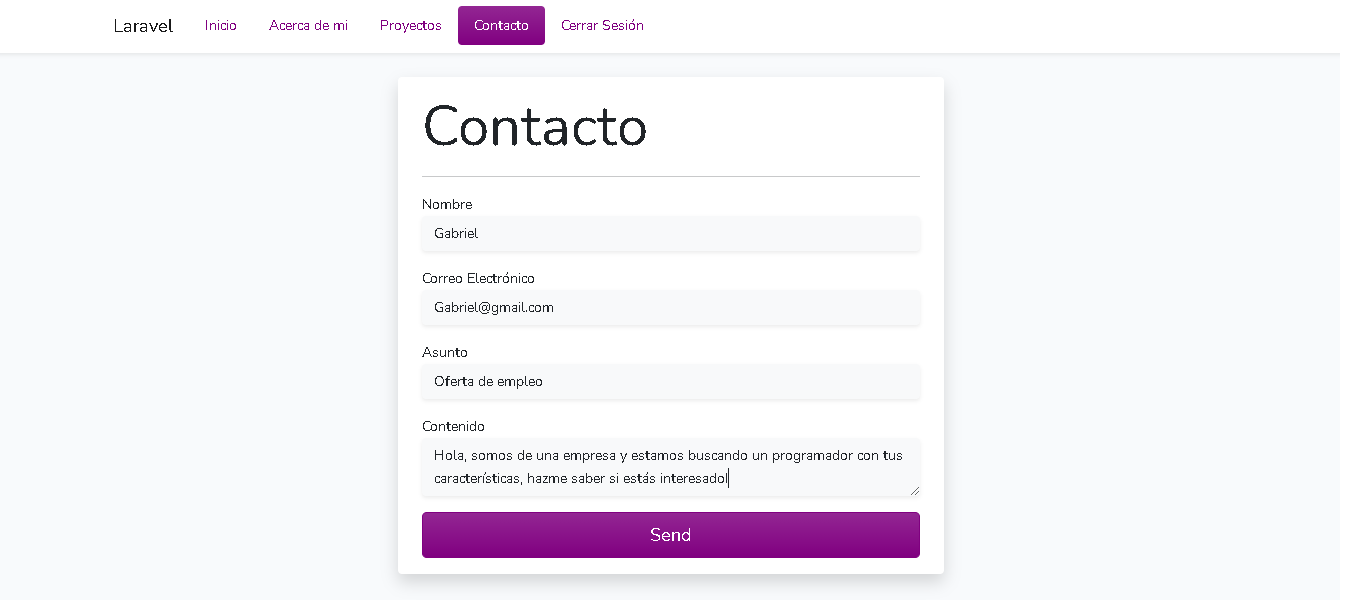 Laravel Inicio Acerca de mi Proyectos Contacto Cerrar Sesión
Contacto
Nombre
Gabriel
Correo Electrónico
Gabriel@gmail.com
Asunto
Oferta de empleo
Contenido
Hola, somos de una empresa y estamos buscando un programador con tus
características, hazme saber si estás interesado!
Send